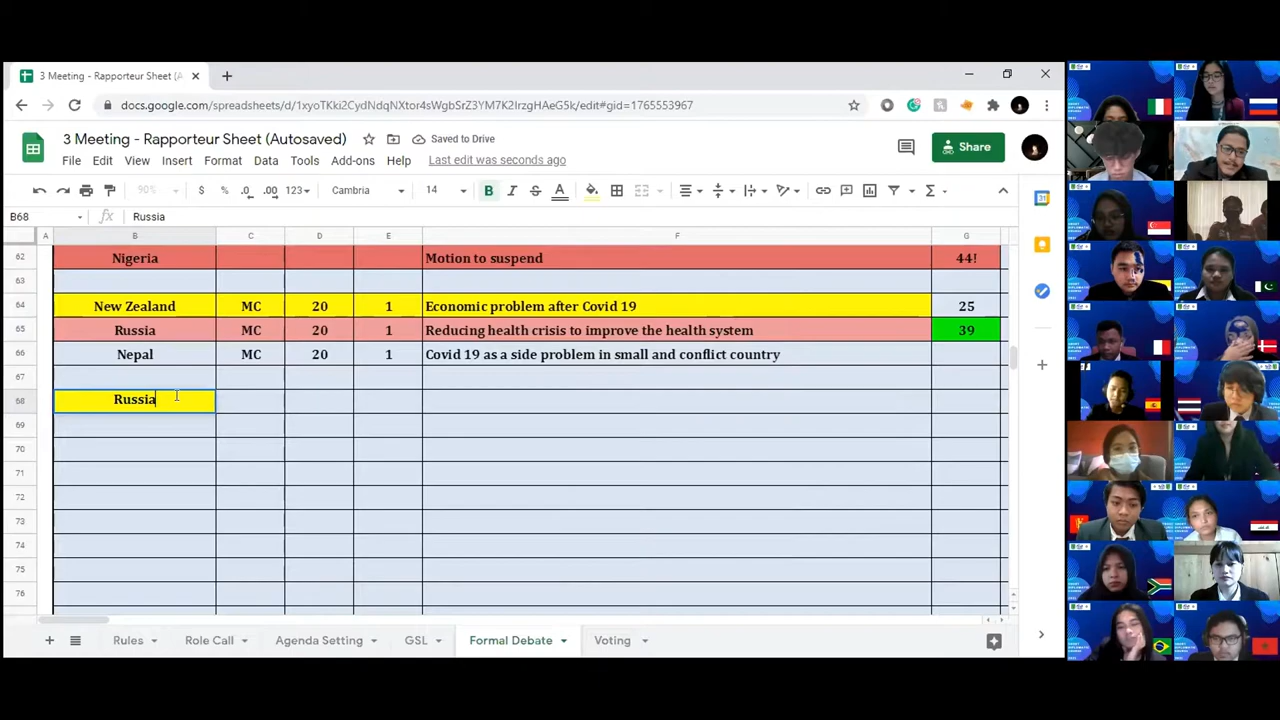 3 Meeting - Rapporteur Sheet (A
docs.google.com/spreadsheets/d/1xyoTKki2CydNdqNXtor4sWgbSrZ3YM7K2IrzgHAeG5k/edit#gid=1765553967
3 Meeting - Rapporteur Sheet (Autosaved)
Saved to Drive
File Edit View Insert Format Data Tools Add-ons Help Last edit was seconds ago
Share
90% $ % .0 .00 123 Cambria 14 B I S A
B68 fx Russia
A B C D E F G
62 Nigeria Motion to suspend 44!
63
64 New Zealand MC 20 1 Economic problem after Covid 19 25
65 Russia MC 20 1 Reducing health crisis to improve the health system 39
66 Nepal MC 20 1 Covid 19 as a side problem in small and conflict country
67
68 Russia
69
70
71
72
73
74
75
76
Rules Role Call Agenda Setting GSL Formal Debate Voting